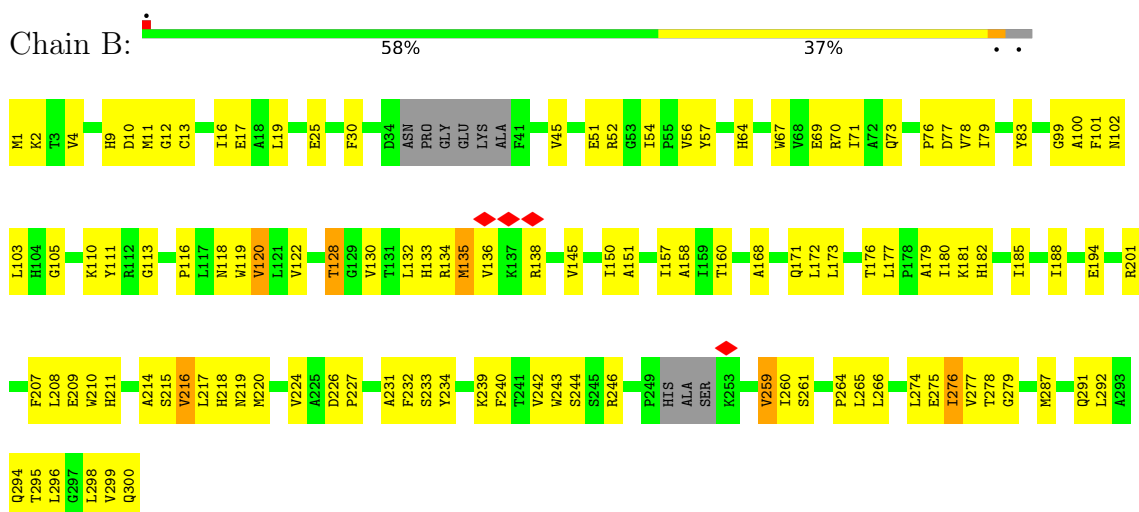 Chain B: 58% 37%
M1 K2 T3 V4 H9 D10 M11 G12 C13 I16 E17 A18 L19 E25 F30 D34 ASN PRO GLY GLU LYS ALA F41 V45 E51 R52 G53 I54 P55 V56 Y57 H64 W67 V68 E69 R70 I71 A72 Q73 P76 D77 V78 I79 Y83 G99 A100 F101 N102
L103 H104 G105 K110 Y111 R112 G113 P116 L117 N118 W119 V120 L121 V122 T128 G129 V130 T131 L132 H133 R134 M135 V136 K137 R138 V145 I150 A151 I157 A158 I159 T160 A168 Q171 L172 L173 T176 L177 P178 A179 I180 K181 H182 I185 I188 E194 R201
F207 L208 E209 W210 H211 A214 S215 V216 L217 H218 N219 M220 V224 A225 D226 P227 A231 F232 S233 Y234 K239 F240 T241 V242 W243 S244 S245 R246 P249 HIS ALA SER K253 V259 I260 S261 P264 L265 L266 L274 E275 I276 V277 T278 G279 M287 Q291 L292 A293
Q294 T295 L296 G297 L298 V299 Q300